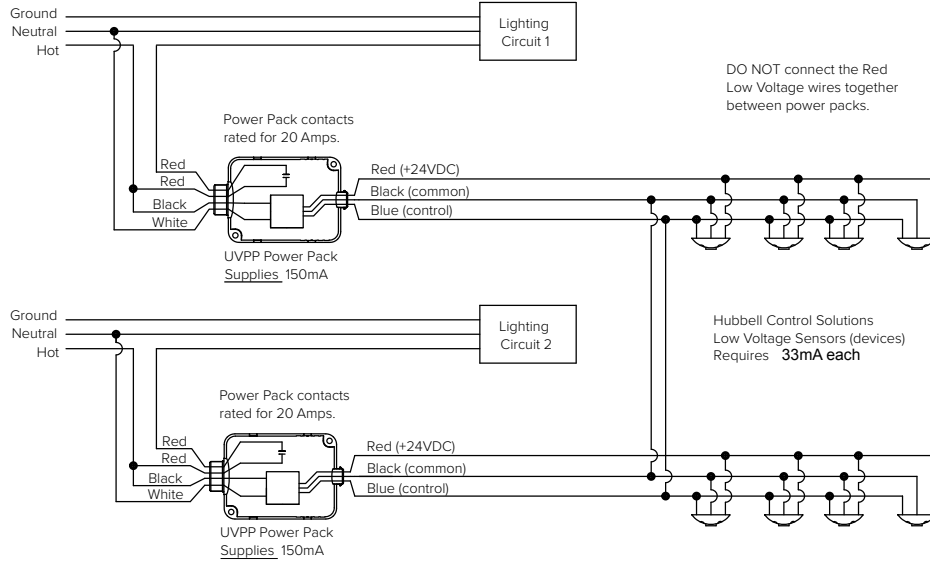 Ground
Neutral
Hot
Lighting
Circuit 1
DO NOT connect the Red
Low Voltage wires together
between power packs.
Power Pack contacts
rated for 20 Amps.
Red
Red
Black
White
Red (+24VDC)
Black (common)
Blue (control)
UVPP Power Pack
Supplies 150mA
Ground
Neutral
Hot
Lighting
Circuit 2
Hubbell Control Solutions
Low Voltage Sensors (devices)
Requires 33mA each
Power Pack contacts
rated for 20 Amps.
Red
Red
Black
White
Red (+24VDC)
Black (common)
Blue (control)
UVPP Power Pack
Supplies 150mA